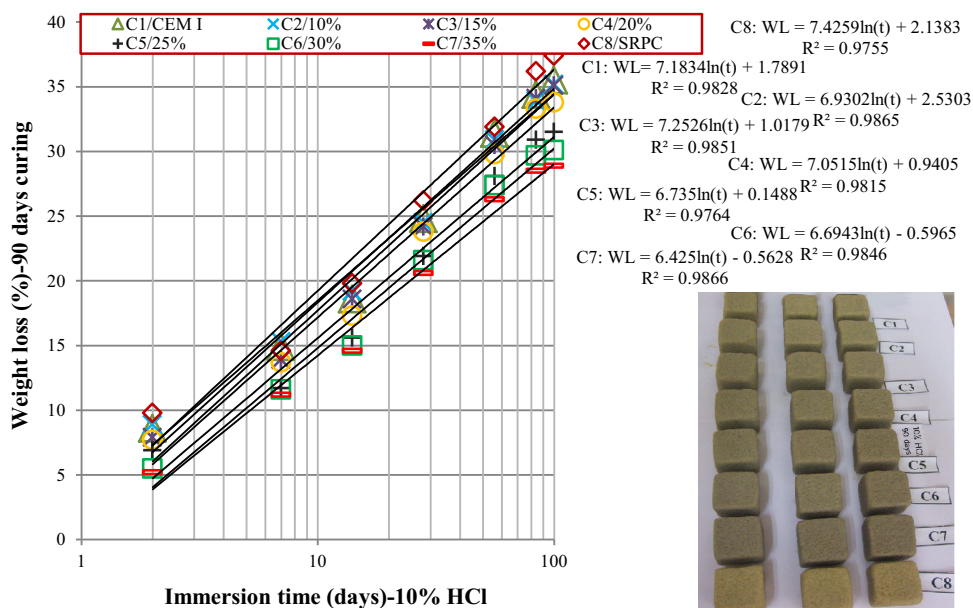 Weight loss (%)-90 days curing
40
35
30
25
20
15
10
5
0
C1/CEM I C2/10% C3/15% C4/20%
C5/25% C6/30% C7/35% C8/SRPC
1 10 100
Immersion time (days)-10% HCl
C8: WL = 7.4259ln(t) + 2.1383
R² = 0.9755
C1: WL= 7.1834ln(t) + 1.7891
R² = 0.9828
C2: WL = 6.9302ln(t) + 2.5303
R² = 0.9865
C3: WL = 7.2526ln(t) + 1.0179
R² = 0.9851
C4: WL = 7.0515ln(t) + 0.9405
R² = 0.9815
C5: WL = 6.735ln(t) + 0.1488
R² = 0.9764
C6: WL = 6.6943ln(t) - 0.5965
R² = 0.9846
C7: WL = 6.425ln(t) - 0.5628
R² = 0.9866
C1
C2
C3
C4
10% HCl
90 days
C5
C6
C7
C8